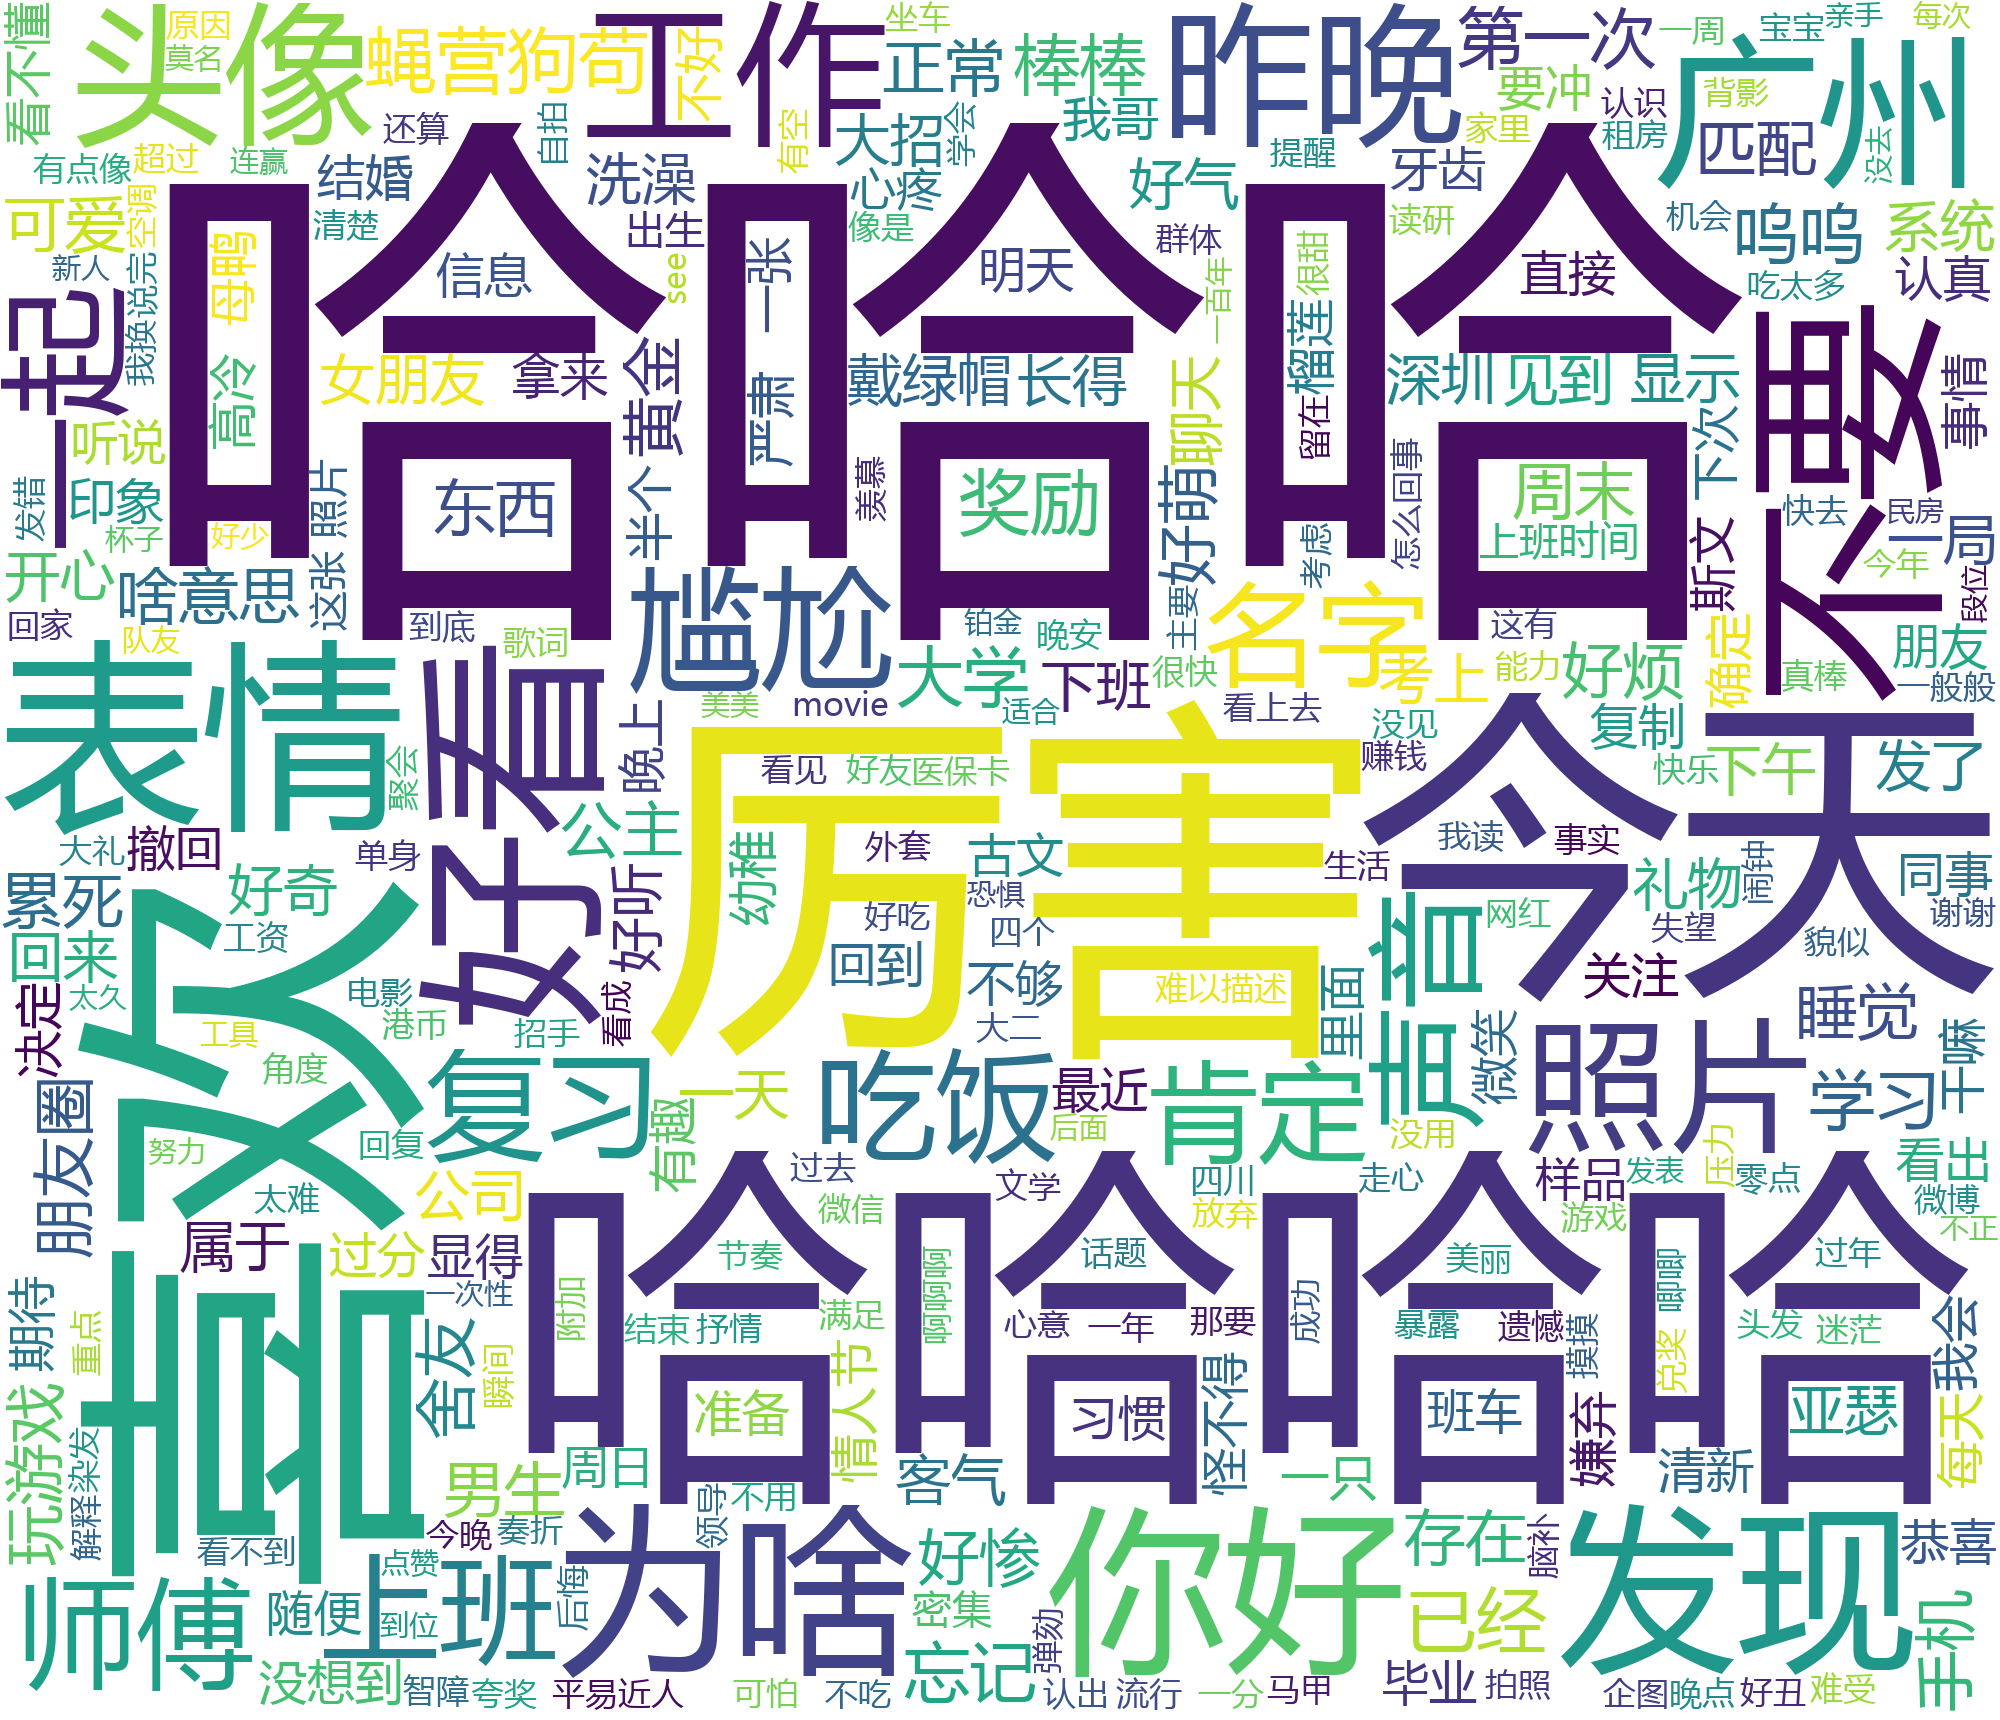 看不懂
头像
原因
莫名
蝇营狗苟
工作
不好
坐车
正常
棒棒
昨晚
第一次
一周
宝宝
亲手
每次
广州
要冲
认识
背影
匹配
家里
租房
没去
有点像
超过
连赢
还算
自拍
有空
大招
学会
我哥
提醒
牙齿
结婚
洗澡
心疼
好气
可爱
空调
清楚
出生
像是
群体
读研
机会
呜呜
系统
哈哈哈
新人
我换说完
母鹉
信息
see
一张
明天
一百年
很甜
直接
吃太多
认真
一起
高冷
女朋友
拿来
黄金
严肃
戴绿帽
长得
聊天
榴莲
留在
深圳
见到
显示
下次
不要
事情
听说
印象
发错
杯子
好少
照片
东西
半个
羡慕
奖励
主要
好萌
考虑
怎么回事
周末
上班时间
斯文
快去
民房
一局
今年
段位
开心
啥意思
这张
回家
队友
到底
歌词
尴尬
铂金
晚安
名字
这有
确定
朋友
真棒
一般般
表情
好看
晚上
美美
movie
大学
适合
下班
很快
看上去
考上
能力
好烦
复制
没见
赚钱
快乐
下午
发了
聚会
看见
好友
医保卡
厉害
今天
大礼
撤回
单身
公主
幼稚
外套
古文
生活
我读
事实
礼物
闹钟
同事
谢谢
累死
好奇
好听
恐惧
好吃
四个
声音
网红
失望
貌似
回来
工资
回到
不够
难以描述
里面
关注
睡觉
决定
太久
电影
港币
招手
看成
大二
微笑
照片
干嘛
工具
角度
复习
一天
吃饭
最近
肯定
学习
喜欢
朋友圈
努力
回复
有趣
后面
没用
压力
看出
太难
公司
过去
文学
四川
走心
样品
发表
零点
微博
属于
过分
显得
微信
放弃
游戏
不正
哈哈哈哈
期待
重点
一次性
附加
节奏
啊啊啊
话题
成功
美丽
唧唧
过年
舍友
瞬间
结束
抒情
满足
心意
一年
那要
暴露
遗憾
摸摸
头发
迷茫
我会
玩游戏
染发
解释
准备
情人节
习惯
怪不得
班车
嫌弃
兑奖
亚瑟
每天
男生
周日
客气
一只
清新
看不到
今晚
奏折
领导
不用
为啥
好惨
你好
存在
脑补
发现
恭喜
师傅
随便
点赞
到位
上班
后悔
密集
弹劾
已经
手机
没想到
智障
夸奖
平易近人
可怕
不吃
忘记
认出
流行
一分
马甲
毕业
拍照
企图
晚点
好丑
难受